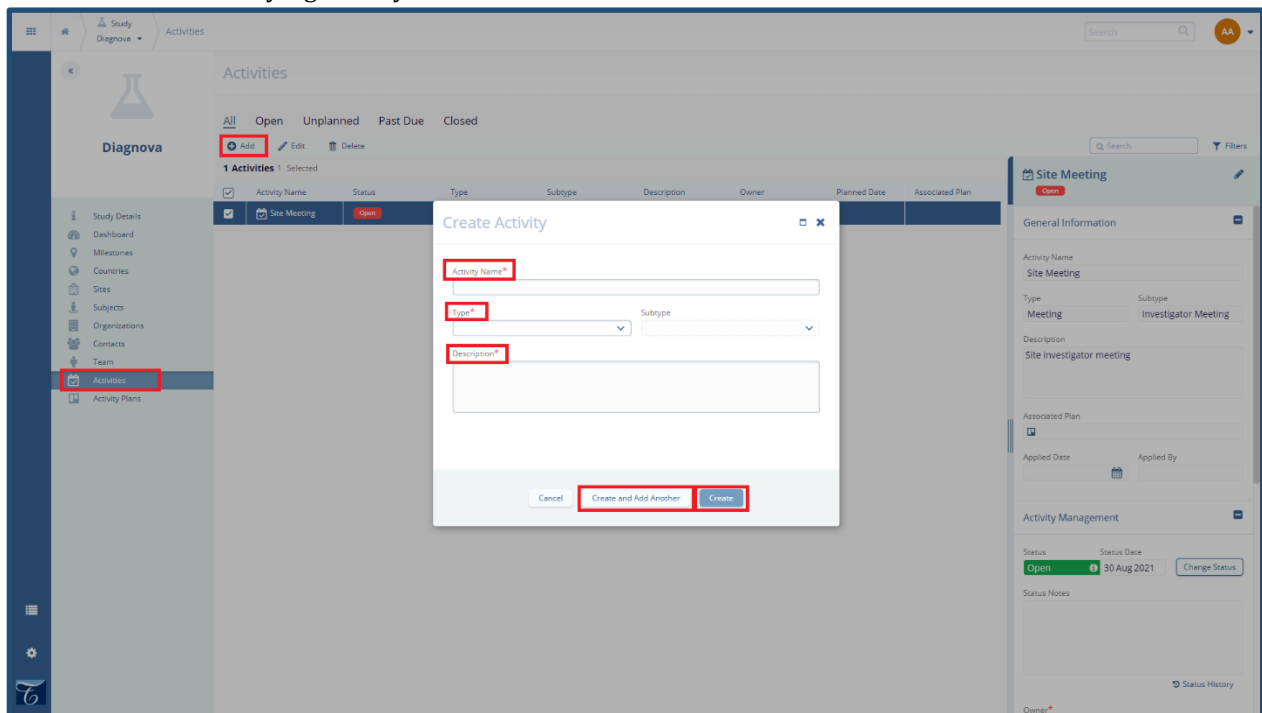 Study
Diagnova
Activities
Search
AA
Activities
All Open Unplanned Past Due Closed
Add Edit Delete
Search
Filters
1 Activities 1 Selected
Activity Name Status Type Subtype Description Owner Planned Date Associated Plan
Site Meeting Open
Diagnova
Study Details
Dashboard
Milestones
Countries
Sites
Subjects
Organizations
Contacts
Team
Activities
Activity Plans
Create Activity
Activity Name*
Type* Subtype
Description*
Cancel Create and Add Another Create
Site Meeting
Open
General Information
Activity Name
Site Meeting
Type Subtype
Meeting Investigator Meeting
Description
Site investigator meeting
Associated Plan
Applied Date Applied By
Activity Management
Status Status Date
Open 30 Aug 2021 Change Status
Status Notes
Status History
Owner*